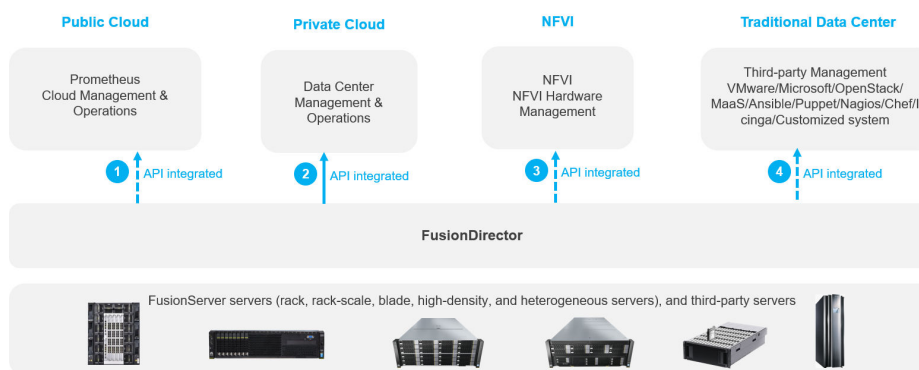 Public Cloud
Private Cloud
NFVI
Traditional Data Center
Prometheus
Cloud Management &
Operations
Data Center
Management &
Operations
NFVI
NFVI Hardware
Management
Third-party Management
VMware/Microsoft/OpenStack/
MaaS/Ansible/Puppet/Nagios/Chef/I
cinga/Customized system
1 API integrated
2 API integrated
3 API integrated
4 API integrated
FusionDirector
FusionServer servers (rack, rack-scale, blade, high-density, and heterogeneous servers), and third-party servers